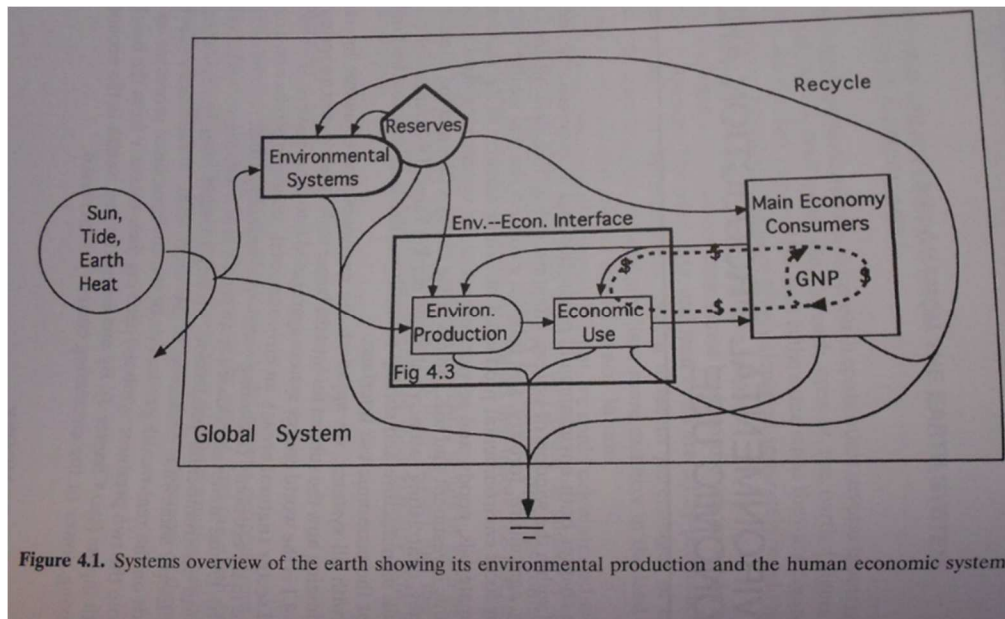 Recycle
Reserves
Environmental
Systems
Sun,
Tide,
Earth
Heat
Main Economy
Consumers
Env.--Econ. Interface
$
$
$
$
GNP
Environ.
Production
Economic
Use
Fig 4.3
Global System
Figure 4.1. Systems overview of the earth showing its environmental production and the human economic system